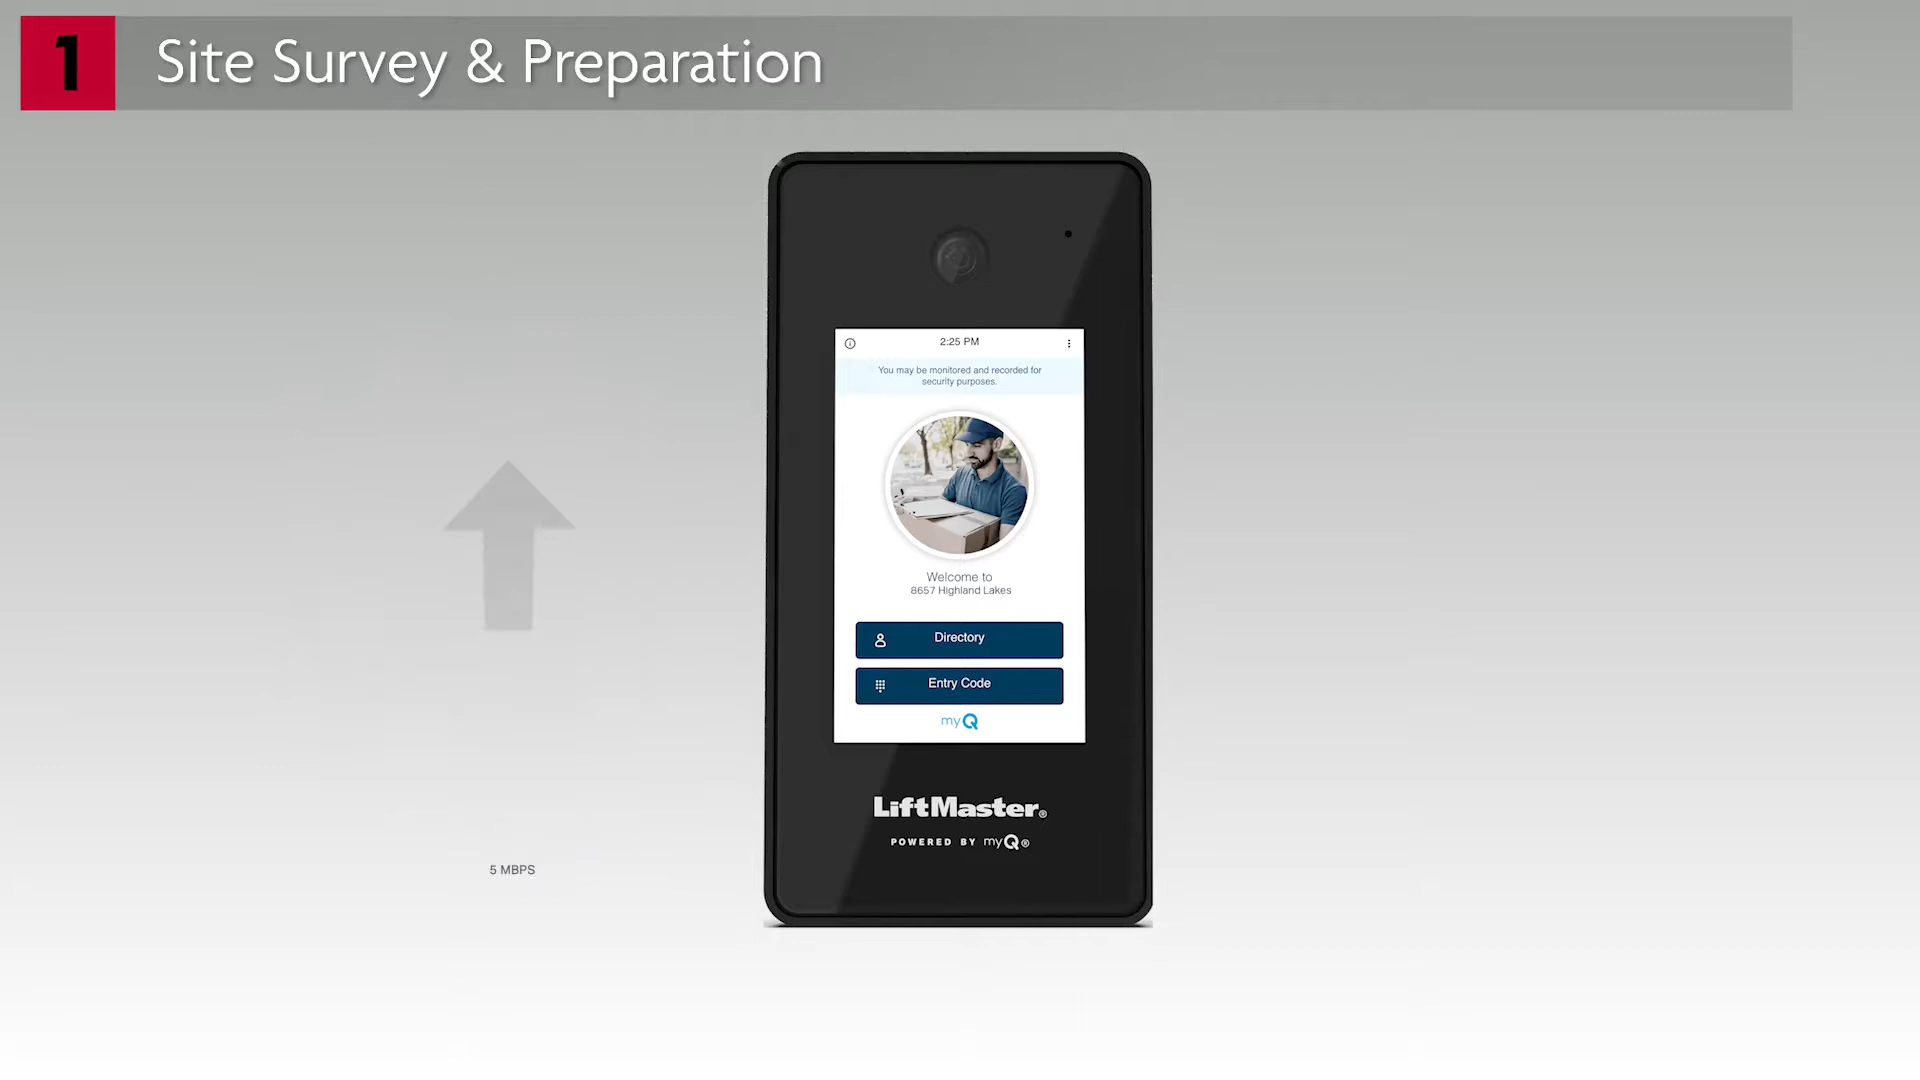 1
Site Survey & Preparation
2:25 PM
You may be monitored and recorded for
security purposes.
Welcome to
8657 Highland Lakes
Directory
Entry Code
myQ
LiftMaster®
POWERED BY myQ®
5 MBPS